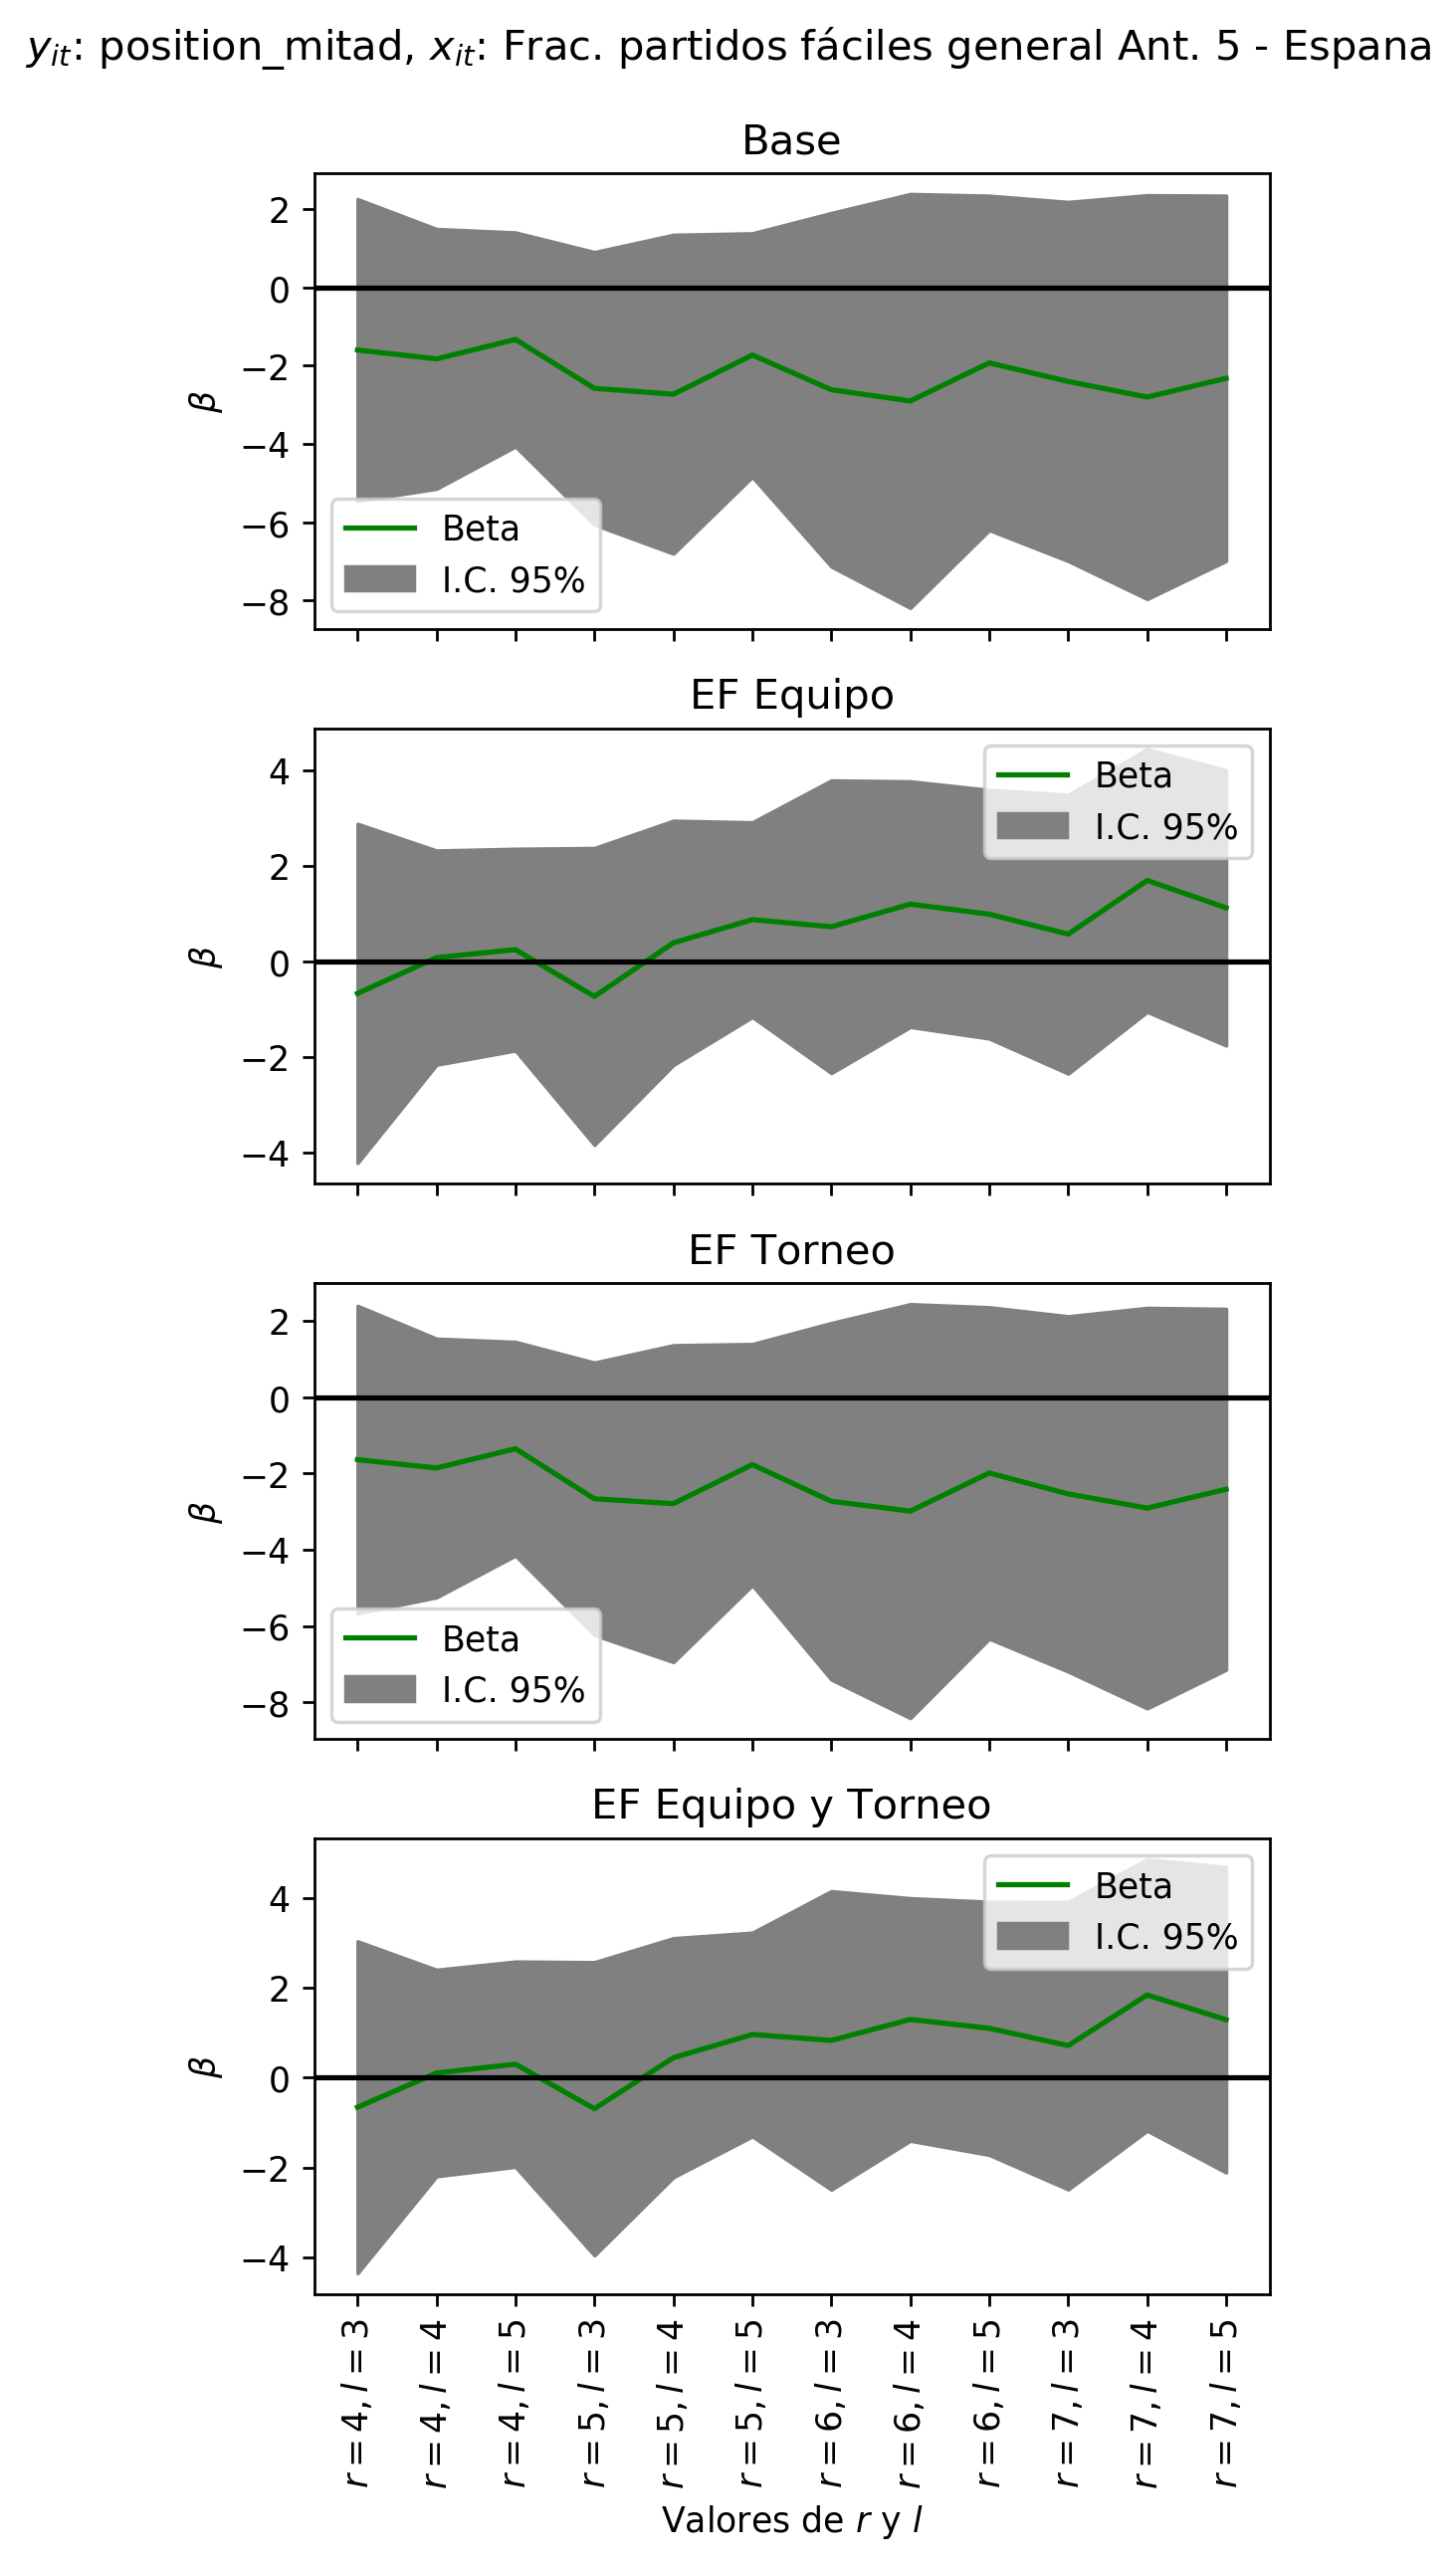 y_it: position_mitad, x_it: Frac. partidos fáciles general Ant. 5 - Espana
Base
2
0
−2
−4
−6
−8
β
Beta
I.C. 95%
EF Equipo
4
2
0
−2
−4
β
Beta
I.C. 95%
EF Torneo
2
0
−2
−4
−6
−8
β
Beta
I.C. 95%
EF Equipo y Torneo
4
2
0
−2
−4
β
Beta
I.C. 95%
r = 4, l = 3
r = 4, l = 4
r = 4, l = 5
r = 5, l = 3
r = 5, l = 4
r = 5, l = 5
r = 6, l = 3
r = 6, l = 4
r = 6, l = 5
r = 7, l = 3
r = 7, l = 4
r = 7, l = 5
Valores de r y l